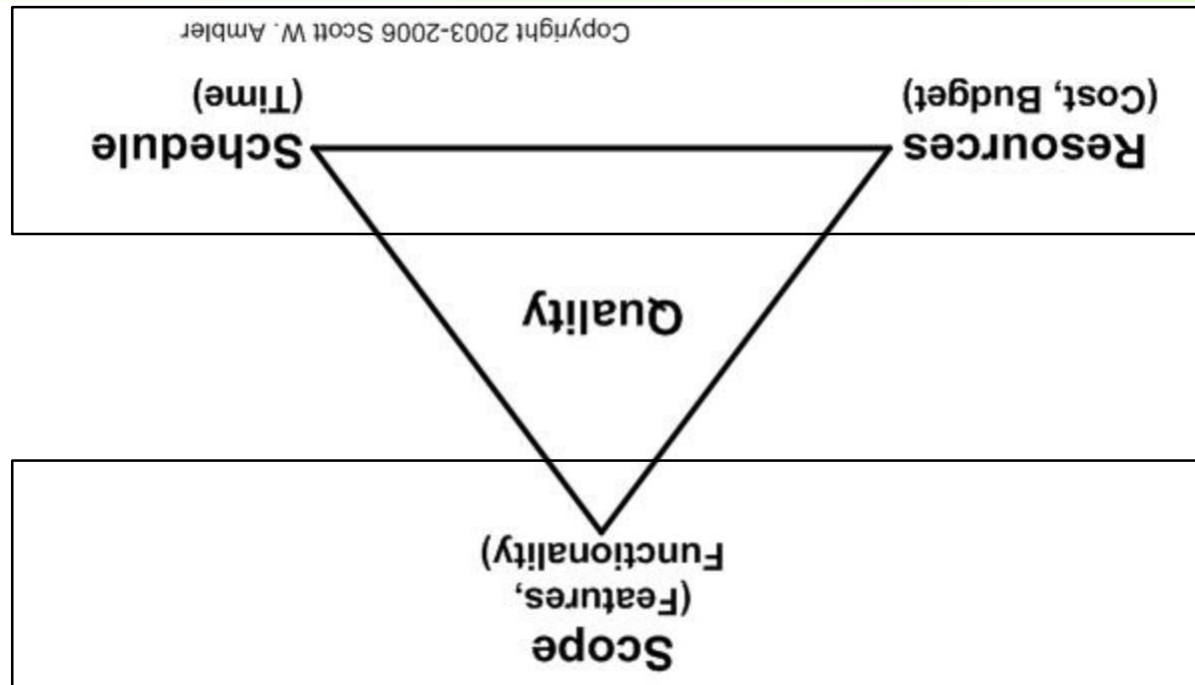 Scope
(Features,
Functionality)
Quality
Resources
(Cost, Budget)
Schedule
(Time)
Copyright 2003-2006 Scott W. Ambler